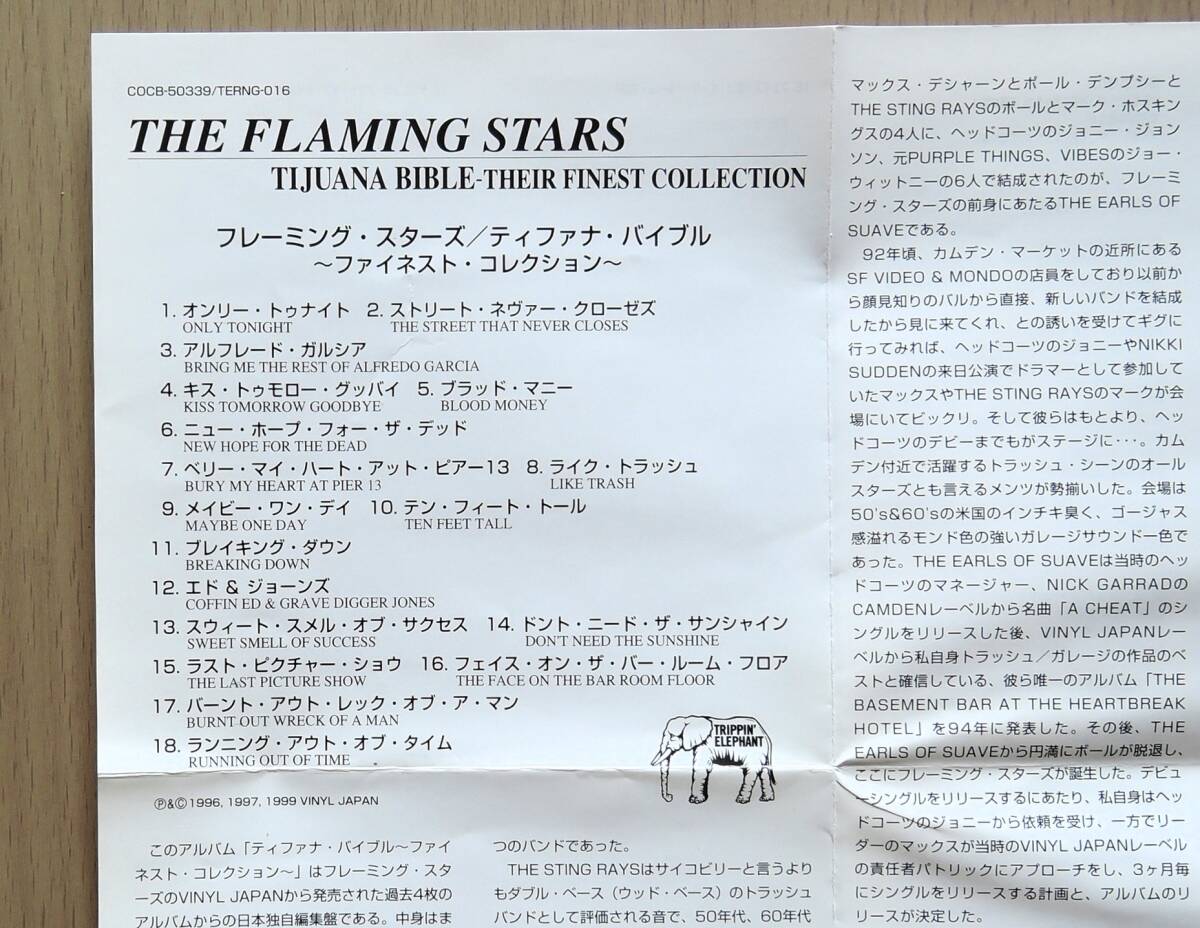 COCB-50339/TERNG-016
THE FLAMING STARS
TIJUANA BIBLE-THEIR FINEST COLLECTION
フレーミング・スターズ／ティファナ・バイブル
〜ファイネスト・コレクション〜
1. オンリー・トゥナイト 2. ストリート・ネヴァー・クローゼズ
ONLY TONIGHT THE STREET THAT NEVER CLOSES
3. アルフレード・ガルシア
BRING ME THE REST OF ALFREDO GARCIA
4. キス・トゥモロー・グッバイ 5. ブラッド・マニー
KISS TOMORROW GOODBYE BLOOD MONEY
6. ニュー・ホープ・フォー・ザ・デッド
NEW HOPE FOR THE DEAD
7. ベリー・マイ・ハート・アット・ピアー13 8. ライク・トラッシュ
BURY MY HEART AT PIER 13 LIKE TRASH
9. メイビー・ワン・デイ 10. テン・フィート・トール
MAYBE ONE DAY TEN FEET TALL
11. ブレイキング・ダウン
BREAKING DOWN
12. エド & ジョーンズ
COFFIN ED & GRAVE DIGGER JONES
13. スウィート・スメル・オブ・サクセス 14. ドント・ニード・ザ・サンシャイン
SWEET SMELL OF SUCCESS DON'T NEED THE SUNSHINE
15. ラスト・ピクチャー・ショウ 16. フェイス・オン・ザ・バー・ルーム・フロア
THE LAST PICTURE SHOW THE FACE ON THE BAR ROOM FLOOR
17. バーント・アウト・レック・オブ・ア・マン
BURNT OUT WRECK OF A MAN
18. ランニング・アウト・オブ・タイム
RUNNING OUT OF TIME
TRIPPIN'
ELEPHANT
℗&©1996, 1997, 1999 VINYL JAPAN
このアルバム「ティファナ・バイブル〜ファイ
ネスト・コレクション〜」はフレーミング・スタ
ーズのVINYL JAPANから発売された過去4枚の
アルバムからの日本独自編集盤である。中身はま
つのバンドであった。
THE STING RAYSはサイコビリーと言うより
もダブル・ベース（ウッド・ベース）のトラッシュ
バンドとして評価される音で、50年代、60年代
マックス・デシャーンとポール・デンプシーと
THE STING RAYSのボールとマーク・ホスキン
グスの4人に、ヘッドコーツのジョニー・ジョン
ソン、元PURPLE THINGS、VIBESのジョー・
ウィットニーの6人で結成されたのが、フレーミ
ング・スターズの前身にあたるTHE EARLS OF
SUAVEである。
92年頃、カムデン・マーケットの近所にある
SF VIDEO & MONDOの店員をしており以前か
ら顔見知りのバルから直接、新しいバンドを結成
したから見に来てくれ、との誘いを受けてギグに
行ってみれば、ヘッドコーツのジョニーやNIKKI
SUDDENの来日公演でドラマーとして参加して
いたマックスやTHE STING RAYSのマークが会
場にいてビックリ。そして彼らはもとより、ヘッ
ドコーツのデビーまでもがステージに･･･。カム
デン付近で活躍するトラッシュ・シーンのオール
スターズとも言えるメンツが勢揃いした。会場は
50's&60'sの米国のインチキ臭く、ゴージャス
感溢れるモンド色の強いガレージサウンド一色で
あった。THE EARLS OF SUAVEは当時のヘッ
ドコーツのマネージャー、NICK GARRADの
CAMDENレーベルから名曲「A CHEAT」のシ
ングルをリリースした後、VINYL JAPANレー
ベルから私自身トラッシュ／ガレージの作品のベ
ストと確信している、彼ら唯一のアルバム「THE
BASEMENT BAR AT THE HEARTBREAK
HOTEL」を94年に発表した。その後、THE
EARLS OF SUAVEから円満にポールが脱退し、
ここにフレーミング・スターズが誕生した。デビュ
ーシングルをリリースするにあたり、私自身はヘッ
ドコーツのジョニーから依頼を受け、一方でリー
ダーのマックスが当時のVINYL JAPANレーベル
の責任者パトリックにアプローチをし、3ヶ月毎
にシングルをリリースする計画と、アルバムのリ
リースが決定した。